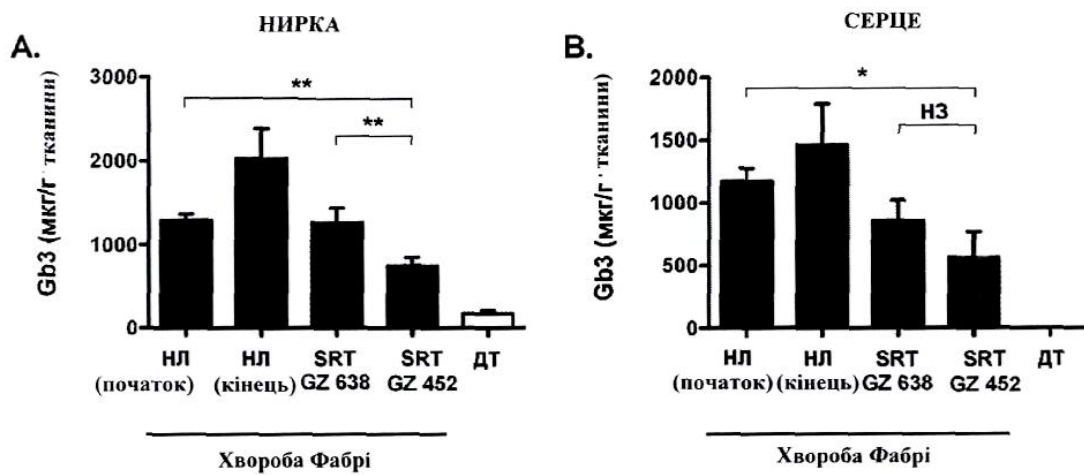 НИРКА
A.
Gb3 (мкг/г тканини)
3000
2000
1000
0
**
**
НЛ
(початок)
НЛ
(кінець)
SRT
GZ 638
SRT
GZ 452
ДТ
Хвороба Фабрі
СЕРЦЕ
B.
Gb3 (мкг/г тканини)
2000
1500
1000
500
0
*
НЗ
НЛ
(початок)
НЛ
(кінець)
SRT
GZ 638
SRT
GZ 452
ДТ
Хвороба Фабрі